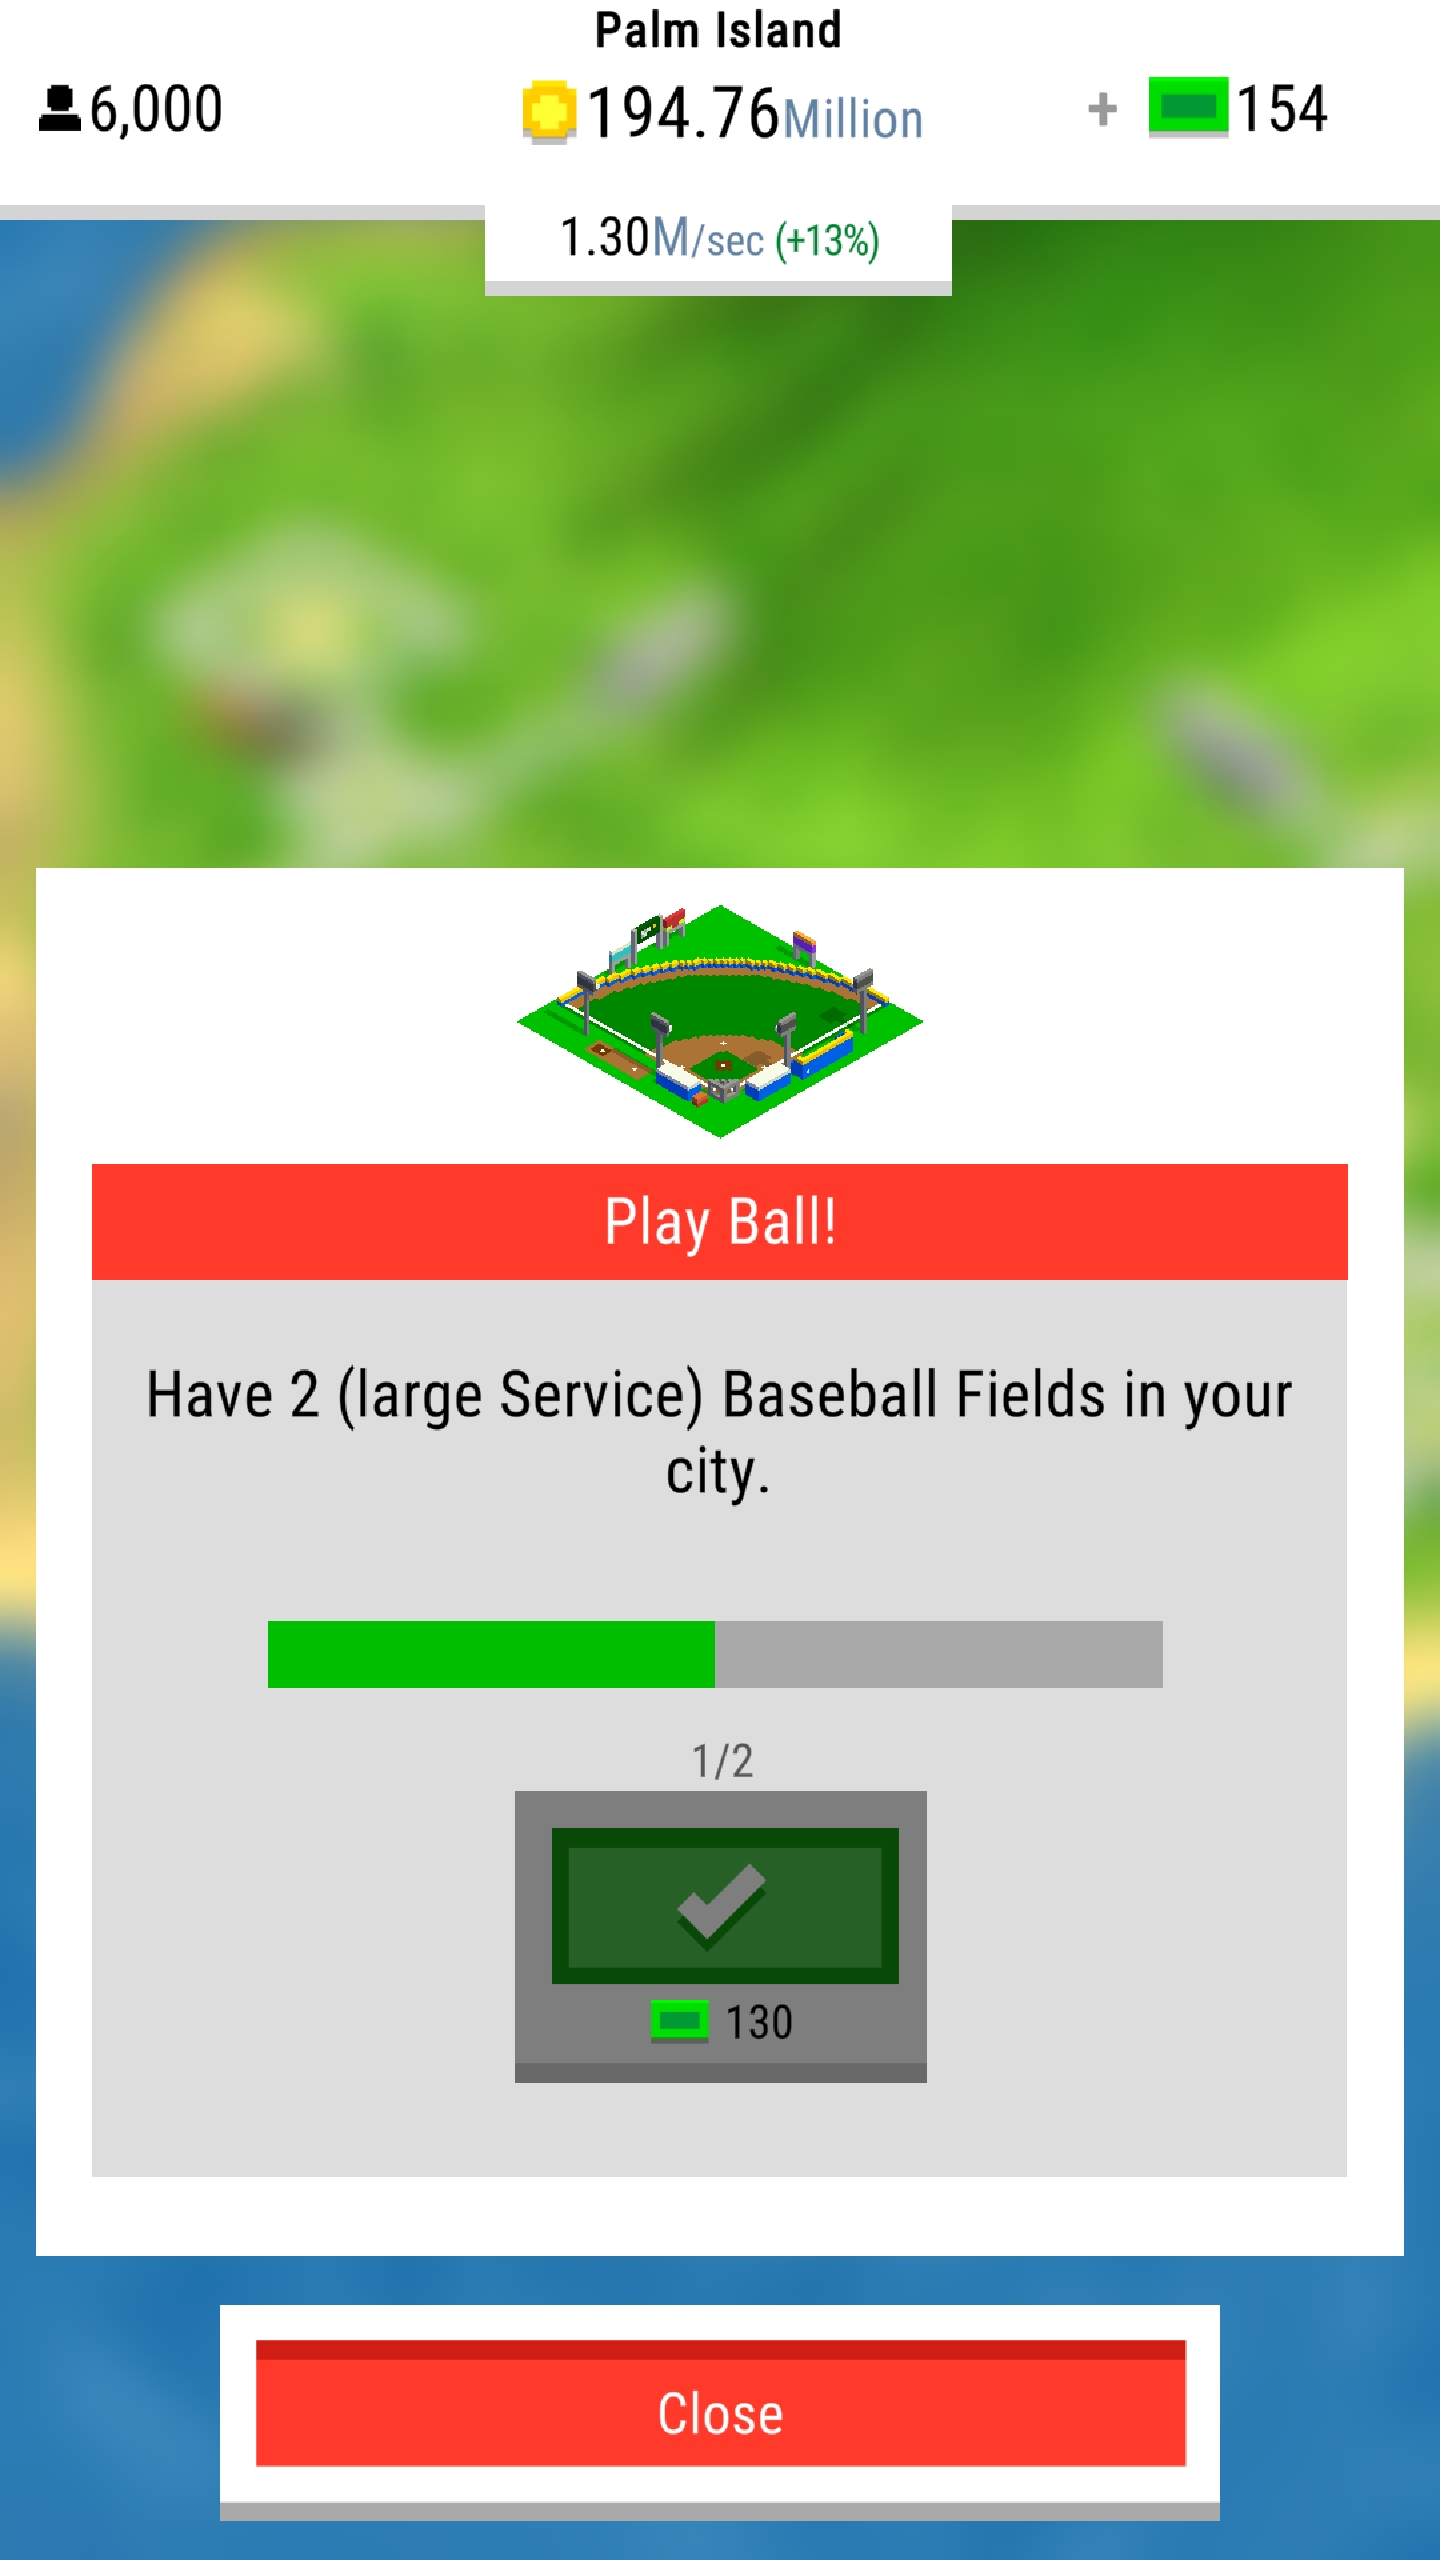 Palm Island
6,000
194.76Million
+ 154
1.30M/sec (+13%)
Play Ball!
Have 2 (large Service) Baseball Fields in your
city.
1/2
130
Close